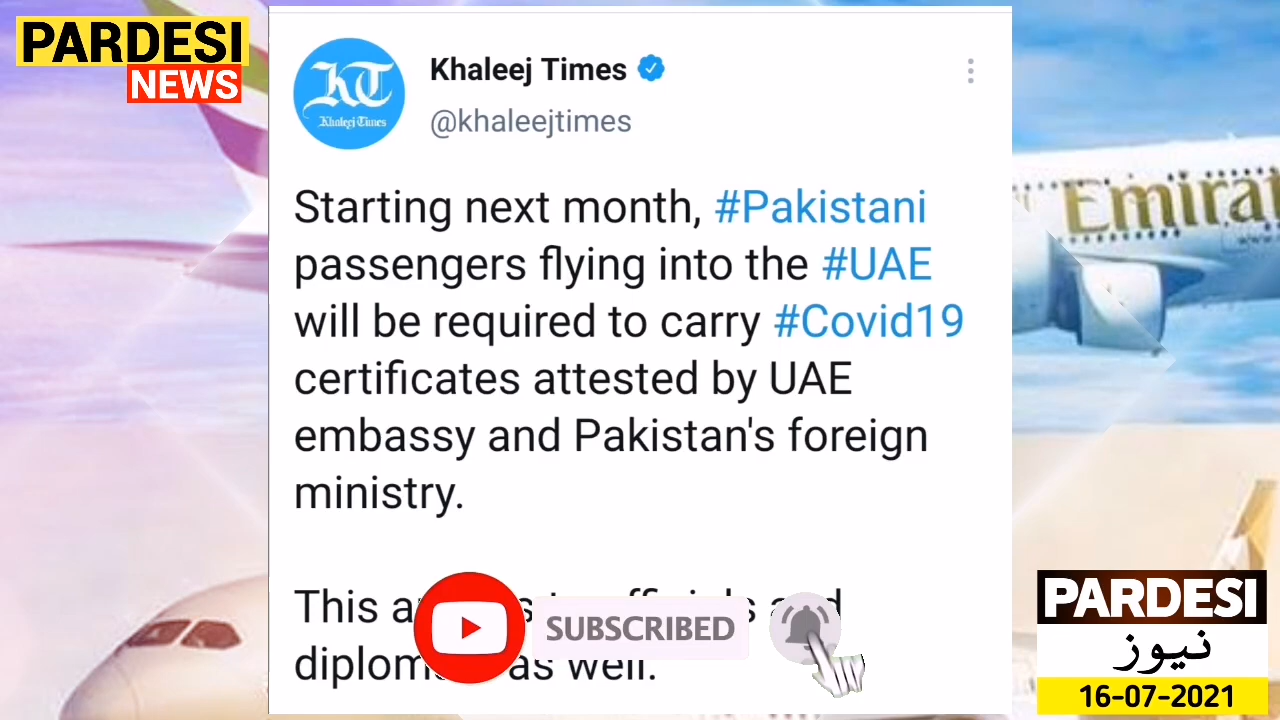 PARDESI
NEWS
KT
Khaleej Times
Khaleej Times
@khaleejtimes
Starting next month, #Pakistani
passengers flying into the #UAE
will be required to carry #Covid19
certificates attested by UAE
embassy and Pakistan's foreign
ministry.
This
as well.
SUBSCRIBED
Emirat
PARDESI
نیوز
16-07-2021